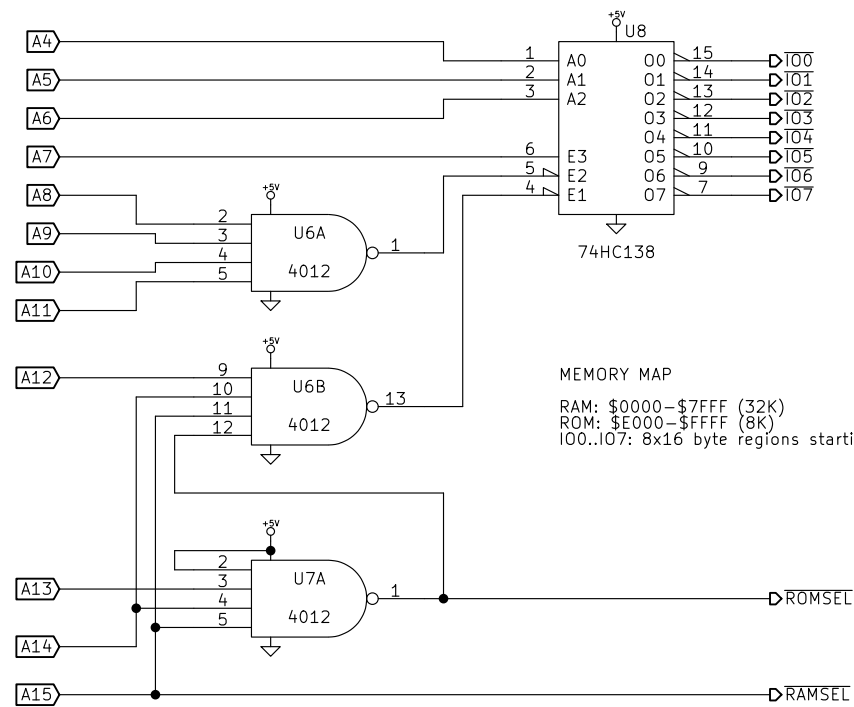 +5V
U8
A4
1 A0 O0 15 IO0
A5
2 A1 O1 14 IO1
3 A2 O2 13 IO2
A6
O3 12 IO3
O4 11 IO4
A7
6 E3 O5 10 IO5
5 E2 O6 9 IO6
4 E1 O7 7 IO7
74HC138
A8
+5V
2
A9
3
U6A
A10
4
1
5
4012
A11
+5V
A12
9
10
U6B
11
13
12
4012
MEMORY MAP
RAM: $0000-$7FFF (32K)
ROM: $E000-$FFFF (8K)
IO0..IO7: 8x16 byte regions starti
+5V
2
U7A
A13
3
1
ROMSEL
4
4012
5
A14
A15
RAMSEL